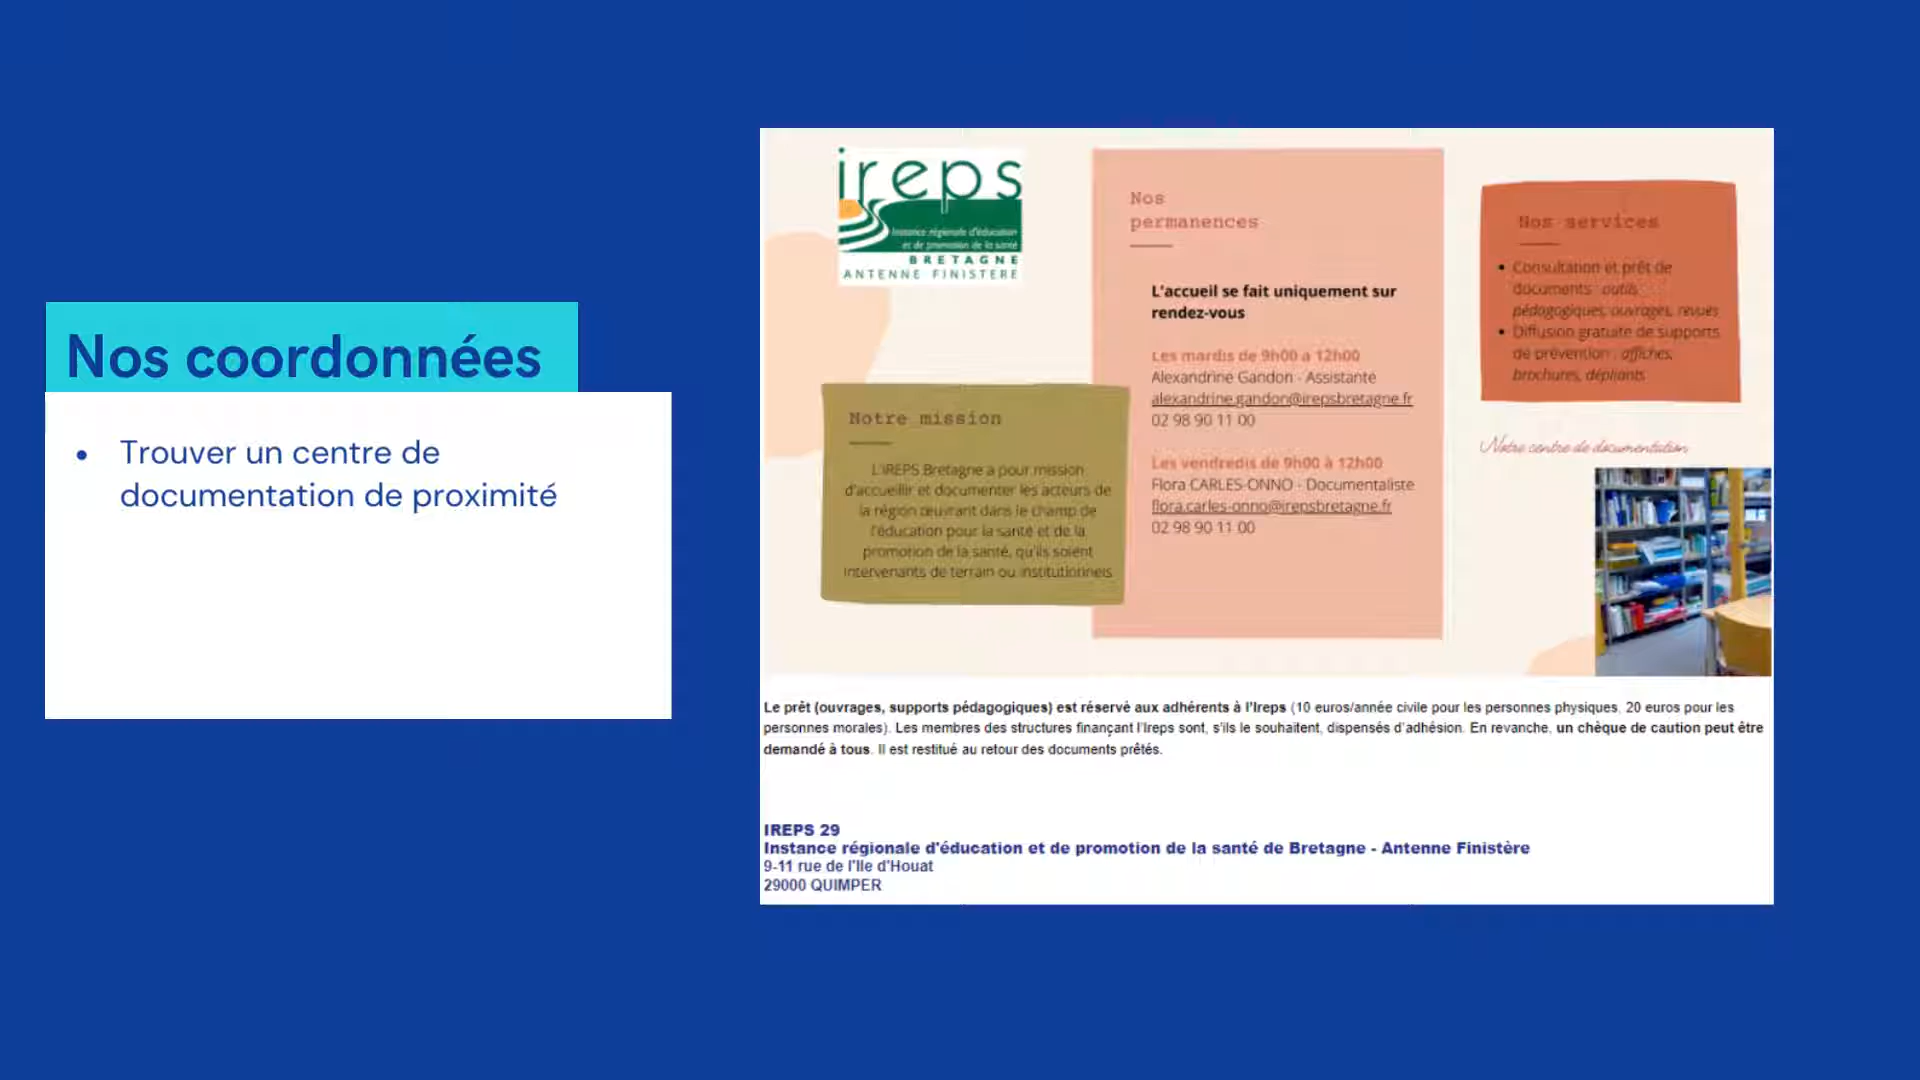 Nos coordonnées
• Trouver un centre de
documentation de proximité
ireps
Instance régionale d'éducation
et de promotion de la santé
BRETAGNE
ANTENNE FINISTERE
Notre mission
L'IREPS Bretagne a pour mission
d'accueillir et documenter les acteurs de
la région œuvrant dans le champ de
l'éducation pour la santé et de la
promotion de la santé, qu'ils soient
intervenants de terrain ou institutionnels
Nos
permanences
L'accueil se fait uniquement sur
rendez-vous
Les mardis de 9h00 à 12h00
Alexandrine Gandon - Assistante
alexandrine.gandon@irepsbretagne.fr
02 98 90 11 00
Les vendredis de 9h00 à 12h00
Flora CARLES-ONNO - Documentaliste
flora.carles-onno@irepsbretagne.fr
02 98 90 11 00
Nos services
• Consultation et prêt de
documents : outils
pédagogiques, ouvrages, revues
• Diffusion gratuite de supports
de prévention : affiches,
brochures, dépliants
Notre centre de documentation
Le prêt (ouvrages, supports pédagogiques) est réservé aux adhérents à l'Ireps (10 euros/année civile pour les personnes physiques, 20 euros pour les
personnes morales). Les membres des structures finançant l'Ireps sont, s'ils le souhaitent, dispensés d'adhésion. En revanche, un chèque de caution peut être
demandé à tous. Il est restitué au retour des documents prêtés.
IREPS 29
Instance régionale d'éducation et de promotion de la santé de Bretagne - Antenne Finistère
9-11 rue de l'Ile d'Houat
29000 QUIMPER